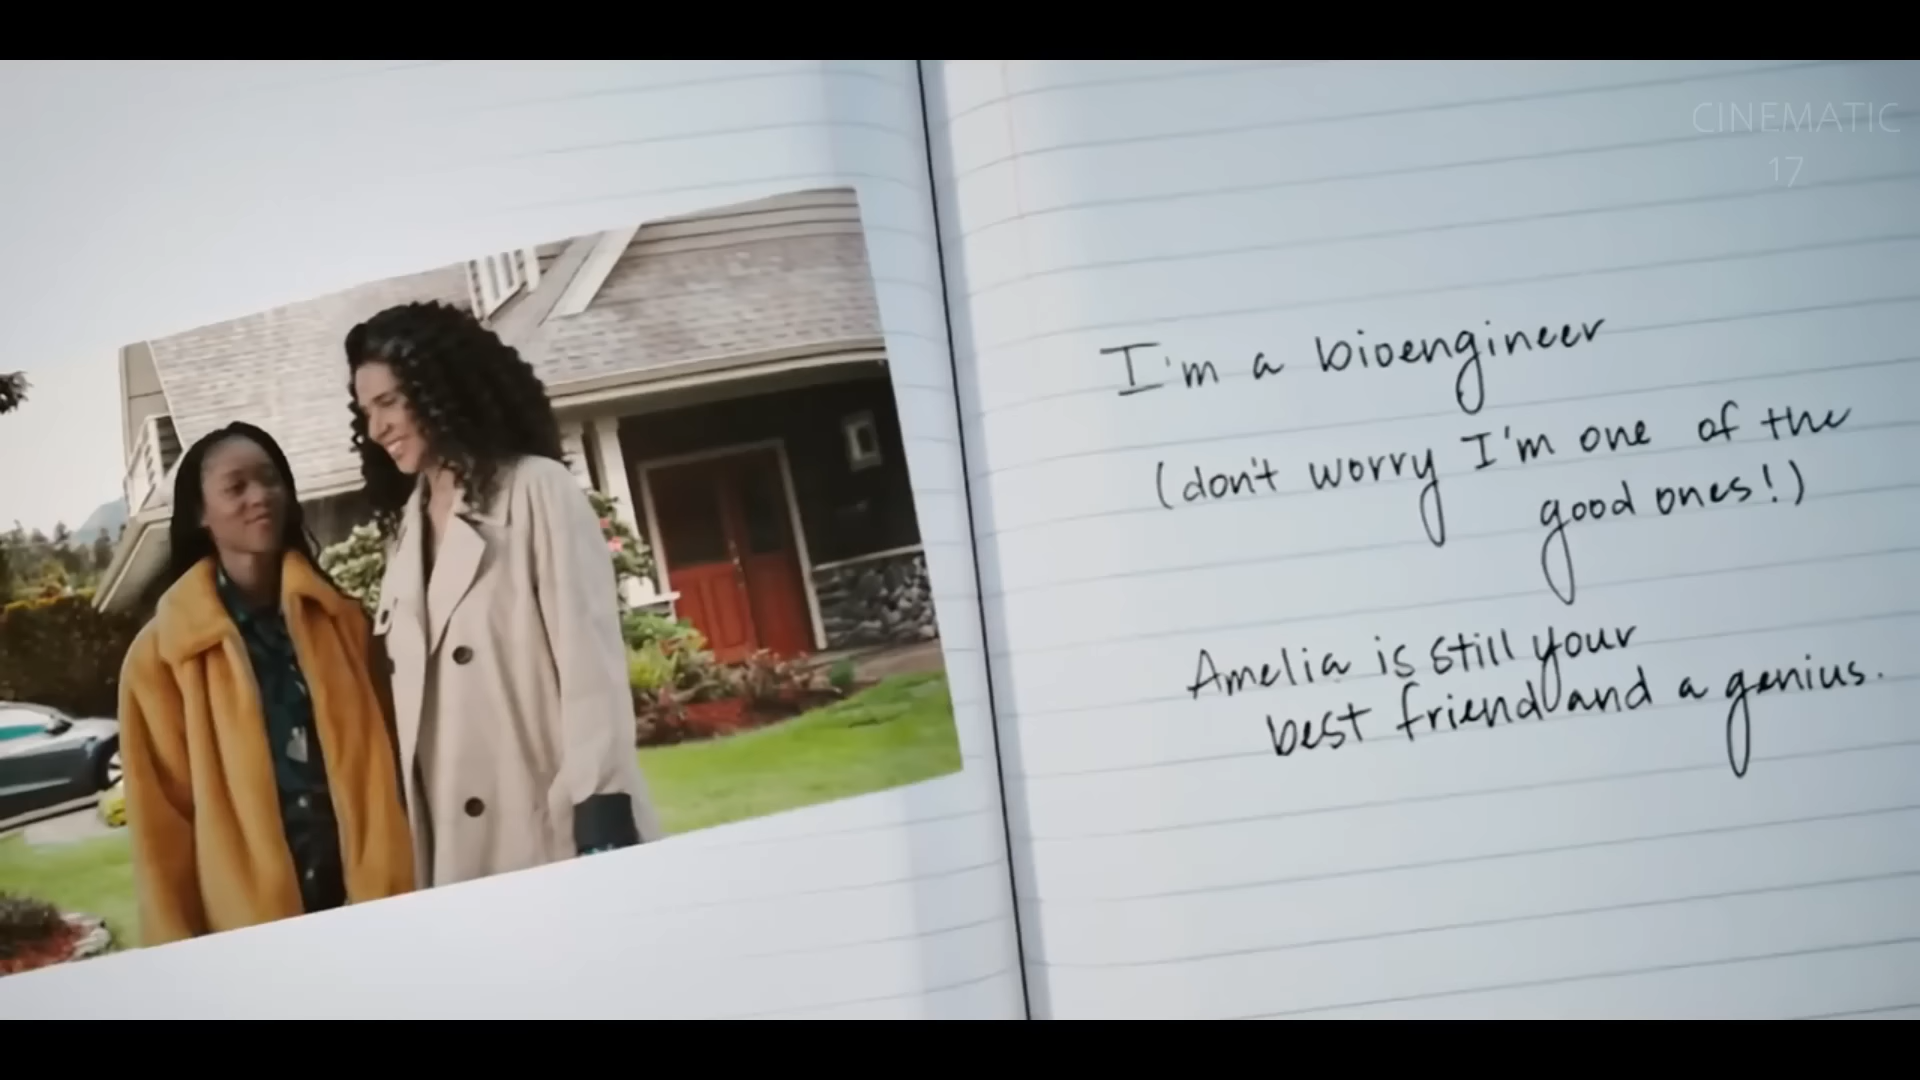 CINEMATIC
17
I'm a bioengineer
(don't worry I'm one of the
good ones!)
Amelia is still your
best friend and a genius.